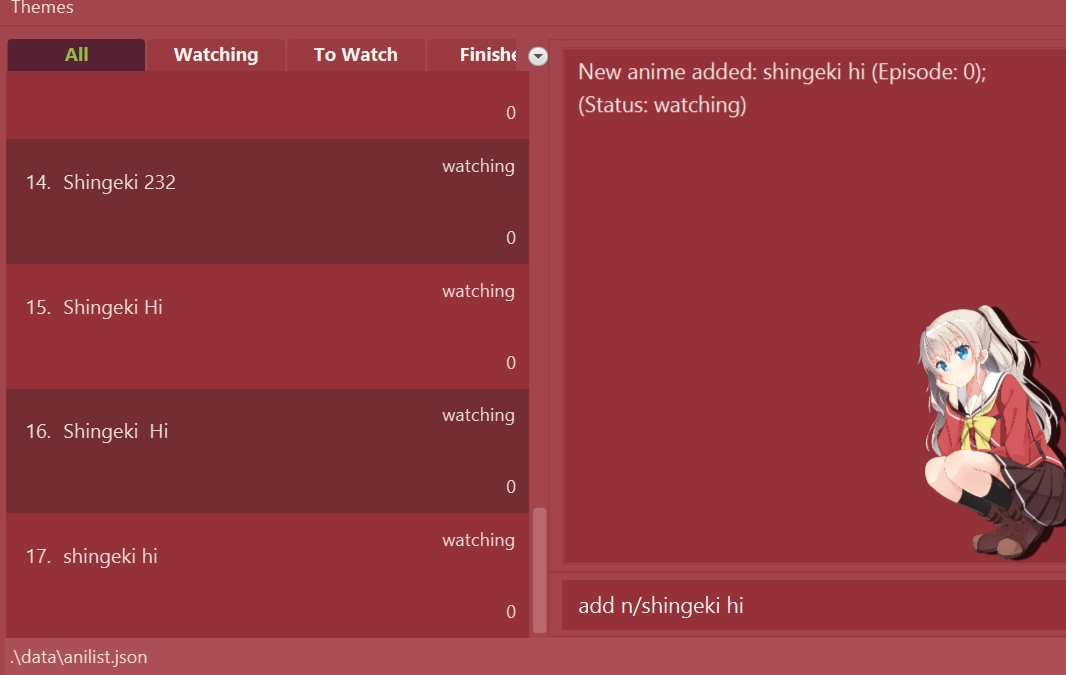 Themes
All
Watching
To Watch
Finishe
0
14. Shingeki 232
watching
0
15. Shingeki Hi
watching
0
16. Shingeki  Hi
watching
0
17. shingeki hi
watching
0
New anime added: shingeki hi (Episode: 0);
(Status: watching)
add n/shingeki hi
.\data\anilist.json